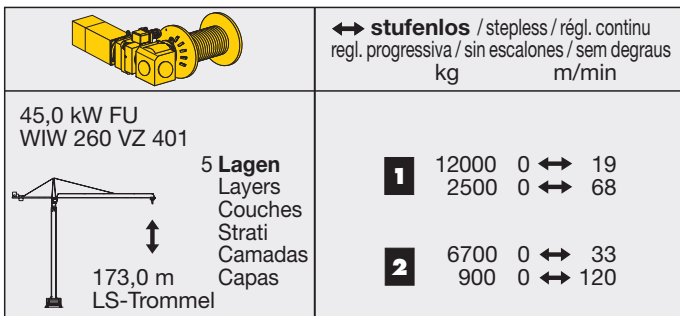 ↔ stufenlos / stepless / régl. continu
regl. progressiva / sin escalones / sem degraus
kg m/min
45,0 kW FU
WIW 260 VZ 401
5 Lagen
Layers
Couches
Strati
Camadas
Capas
173,0 m
LS-Trommel
1 12000 0 ↔ 19
2500 0 ↔ 68
2 6700 0 ↔ 33
900 0 ↔ 120